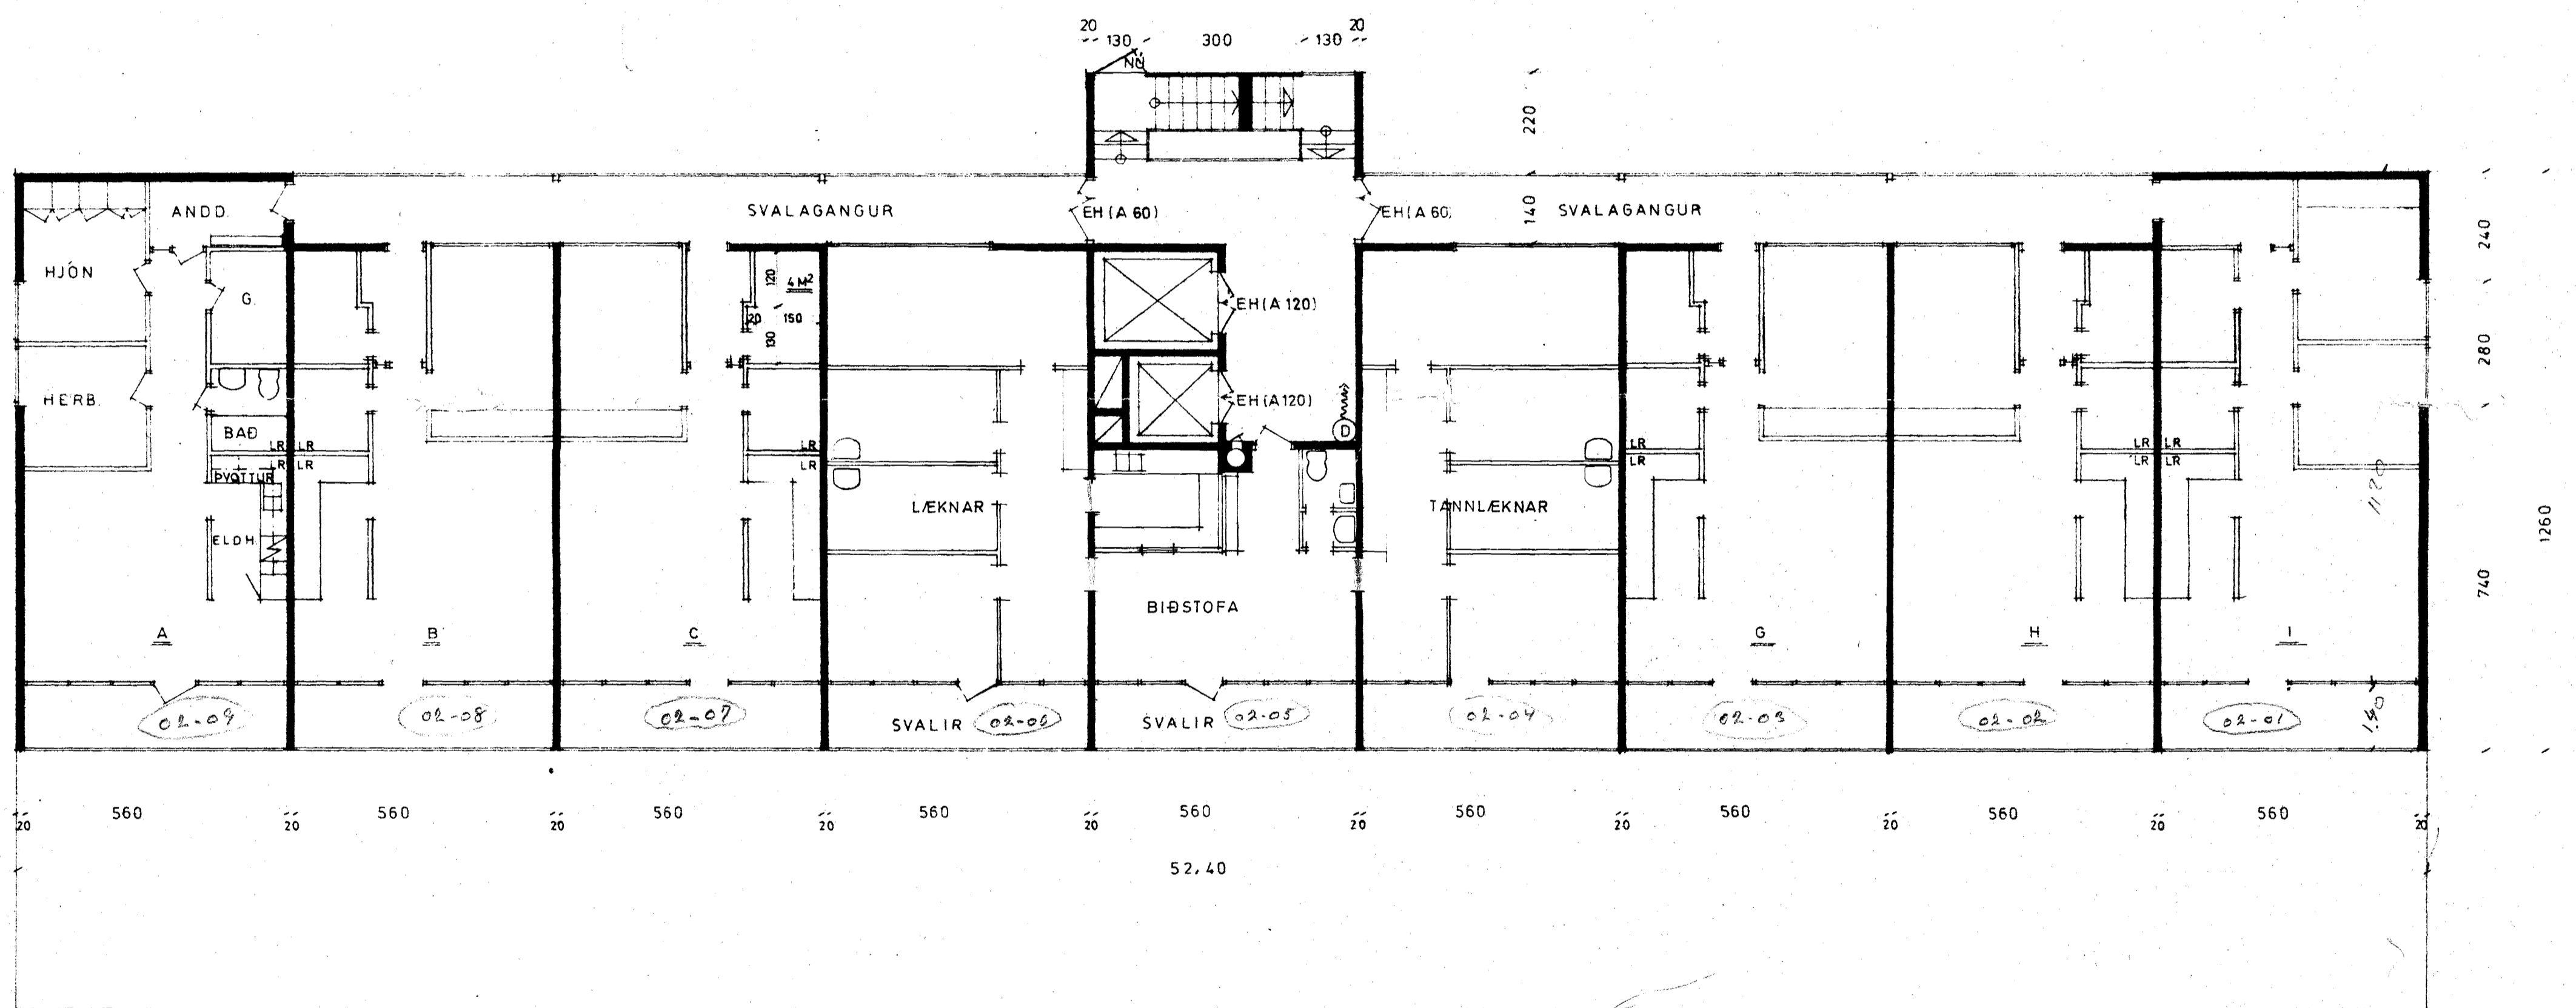 20 20
130 300 130
NÚ
220
ANDD. SVALAGANGUR EH (A 60) EH (A 60) 140 SVALAGANGUR
240
HJÓN G. 120 4 M²
EH (A 120)
20 150
130
280
HERB. EH (A 120)
BAÐ D
LR LR LR LR LR LR
LR LR LR LR LR LR
ÞVOTTUR
LÆKNAR TANNLÆKNAR
1120
1260
ELDH.
740
BIÐSTOFA
A B C G H I
02-09 02-08 02-07 SVALIR 02-06 SVALIR 02-05 02-04 02-03 02-02 02-01 1.40
560 560 560 560 560 560 560 560 560
20 20 20 20 20 20 20 20 20 20
52,40